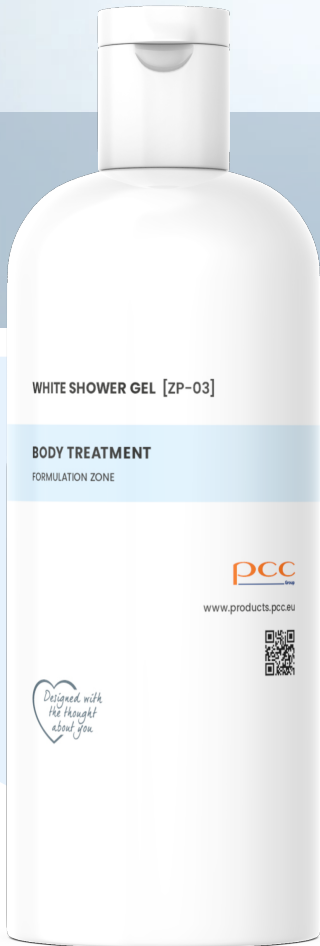 WHITE SHOWER GEL [ZP-03]
BODY TREATMENT
FORMULATION ZONE
pcc
Group
www.products.pcc.eu
Designed with
the thought
about you